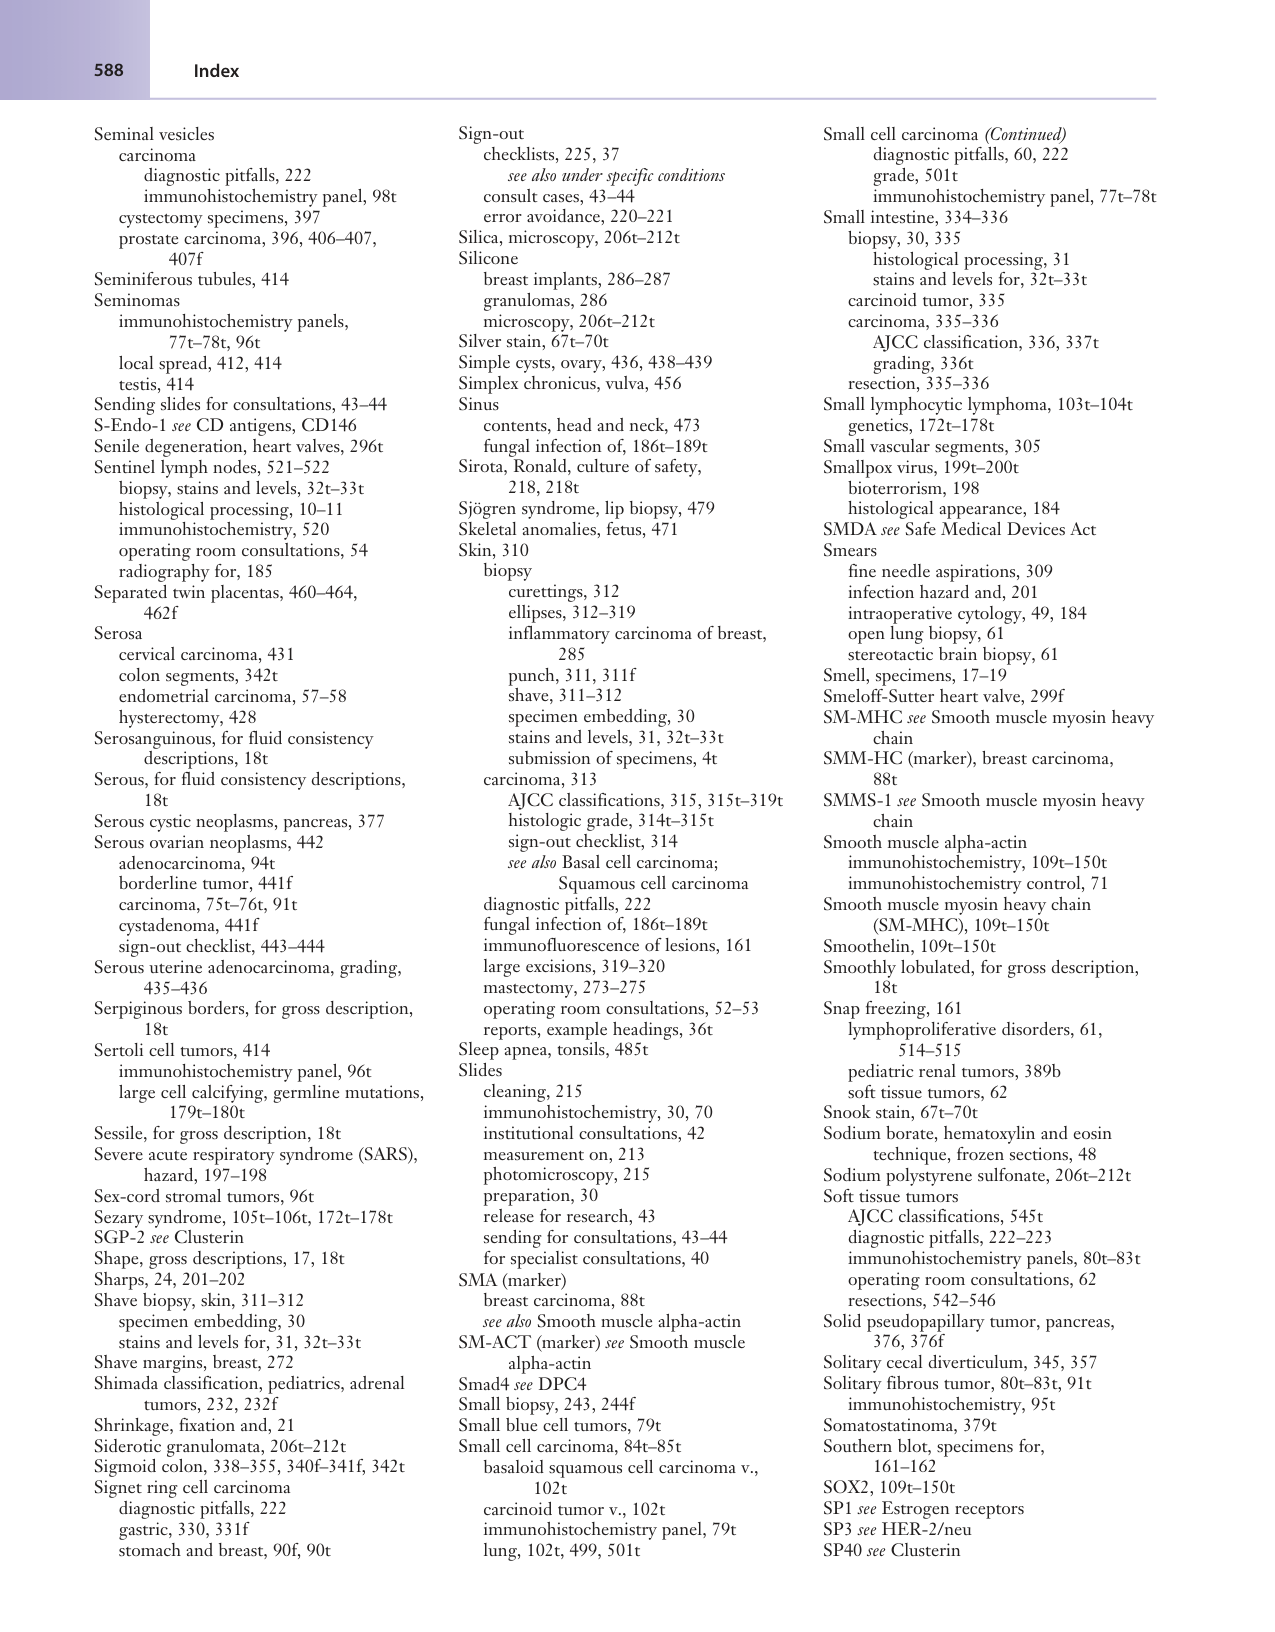 588
Index
Seminal vesicles
carcinoma
diagnostic pitfalls, 222
immunohistochemistry panel, 98t
cystectomy specimens, 397
prostate carcinoma, 396, 406–407,
407f
Seminiferous tubules, 414
Seminomas
immunohistochemistry panels,
77t–78t, 96t
local spread, 412, 414
testis, 414
Sending slides for consultations, 43–44
S-Endo-1 see CD antigens, CD146
Senile degeneration, heart valves, 296t
Sentinel lymph nodes, 521–522
biopsy, stains and levels, 32t–33t
histological processing, 10–11
immunohistochemistry, 520
operating room consultations, 54
radiography for, 185
Separated twin placentas, 460–464,
462f
Serosa
cervical carcinoma, 431
colon segments, 342t
endometrial carcinoma, 57–58
hysterectomy, 428
Serosanguinous, for fluid consistency
descriptions, 18t
Serous, for fluid consistency descriptions,
18t
Serous cystic neoplasms, pancreas, 377
Serous ovarian neoplasms, 442
adenocarcinoma, 94t
borderline tumor, 441f
carcinoma, 75t–76t, 91t
cystadenoma, 441f
sign-out checklist, 443–444
Serous uterine adenocarcinoma, grading,
435–436
Serpiginous borders, for gross description,
18t
Sertoli cell tumors, 414
immunohistochemistry panel, 96t
large cell calcifying, germline mutations,
179t–180t
Sessile, for gross description, 18t
Severe acute respiratory syndrome (SARS),
hazard, 197–198
Sex-cord stromal tumors, 96t
Sezary syndrome, 105t–106t, 172t–178t
SGP-2 see Clusterin
Shape, gross descriptions, 17, 18t
Sharps, 24, 201–202
Shave biopsy, skin, 311–312
specimen embedding, 30
stains and levels for, 31, 32t–33t
Shave margins, breast, 272
Shimada classification, pediatrics, adrenal
tumors, 232, 232f
Shrinkage, fixation and, 21
Siderotic granulomata, 206t–212t
Sigmoid colon, 338–355, 340f–341f, 342t
Signet ring cell carcinoma
diagnostic pitfalls, 222
gastric, 330, 331f
stomach and breast, 90f, 90t
Sign-out
checklists, 225, 37
see also under specific conditions
consult cases, 43–44
error avoidance, 220–221
Silica, microscopy, 206t–212t
Silicone
breast implants, 286–287
granulomas, 286
microscopy, 206t–212t
Silver stain, 67t–70t
Simple cysts, ovary, 436, 438–439
Simplex chronicus, vulva, 456
Sinus
contents, head and neck, 473
fungal infection of, 186t–189t
Sirota, Ronald, culture of safety,
218, 218t
Sjögren syndrome, lip biopsy, 479
Skeletal anomalies, fetus, 471
Skin, 310
biopsy
curettings, 312
ellipses, 312–319
inflammatory carcinoma of breast,
285
punch, 311, 311f
shave, 311–312
specimen embedding, 30
stains and levels, 31, 32t–33t
submission of specimens, 4t
carcinoma, 313
AJCC classifications, 315, 315t–319t
histologic grade, 314t–315t
sign-out checklist, 314
see also Basal cell carcinoma;
Squamous cell carcinoma
diagnostic pitfalls, 222
fungal infection of, 186t–189t
immunofluorescence of lesions, 161
large excisions, 319–320
mastectomy, 273–275
operating room consultations, 52–53
reports, example headings, 36t
Sleep apnea, tonsils, 485t
Slides
cleaning, 215
immunohistochemistry, 30, 70
institutional consultations, 42
measurement on, 213
photomicroscopy, 215
preparation, 30
release for research, 43
sending for consultations, 43–44
for specialist consultations, 40
SMA (marker)
breast carcinoma, 88t
see also Smooth muscle alpha-actin
SM-ACT (marker) see Smooth muscle
alpha-actin
Smad4 see DPC4
Small biopsy, 243, 244f
Small blue cell tumors, 79t
Small cell carcinoma, 84t–85t
basaloid squamous cell carcinoma v.,
102t
carcinoid tumor v., 102t
immunohistochemistry panel, 79t
lung, 102t, 499, 501t
Small cell carcinoma (Continued)
diagnostic pitfalls, 60, 222
grade, 501t
immunohistochemistry panel, 77t–78t
Small intestine, 334–336
biopsy, 30, 335
histological processing, 31
stains and levels for, 32t–33t
carcinoid tumor, 335
carcinoma, 335–336
AJCC classification, 336, 337t
grading, 336t
resection, 335–336
Small lymphocytic lymphoma, 103t–104t
genetics, 172t–178t
Small vascular segments, 305
Smallpox virus, 199t–200t
bioterrorism, 198
histological appearance, 184
SMDA see Safe Medical Devices Act
Smears
fine needle aspirations, 309
infection hazard and, 201
intraoperative cytology, 49, 184
open lung biopsy, 61
stereotactic brain biopsy, 61
Smell, specimens, 17–19
Smeloff-Sutter heart valve, 299f
SM-MHC see Smooth muscle myosin heavy
chain
SMM-HC (marker), breast carcinoma,
88t
SMMS-1 see Smooth muscle myosin heavy
chain
Smooth muscle alpha-actin
immunohistochemistry, 109t–150t
immunohistochemistry control, 71
Smooth muscle myosin heavy chain
(SM-MHC), 109t–150t
Smoothelin, 109t–150t
Smoothly lobulated, for gross description,
18t
Snap freezing, 161
lymphoproliferative disorders, 61,
514–515
pediatric renal tumors, 389b
soft tissue tumors, 62
Snook stain, 67t–70t
Sodium borate, hematoxylin and eosin
technique, frozen sections, 48
Sodium polystyrene sulfonate, 206t–212t
Soft tissue tumors
AJCC classifications, 545t
diagnostic pitfalls, 222–223
immunohistochemistry panels, 80t–83t
operating room consultations, 62
resections, 542–546
Solid pseudopapillary tumor, pancreas,
376, 376f
Solitary cecal diverticulum, 345, 357
Solitary fibrous tumor, 80t–83t, 91t
immunohistochemistry, 95t
Somatostatinoma, 379t
Southern blot, specimens for,
161–162
SOX2, 109t–150t
SP1 see Estrogen receptors
SP3 see HER-2/neu
SP40 see Clusterin